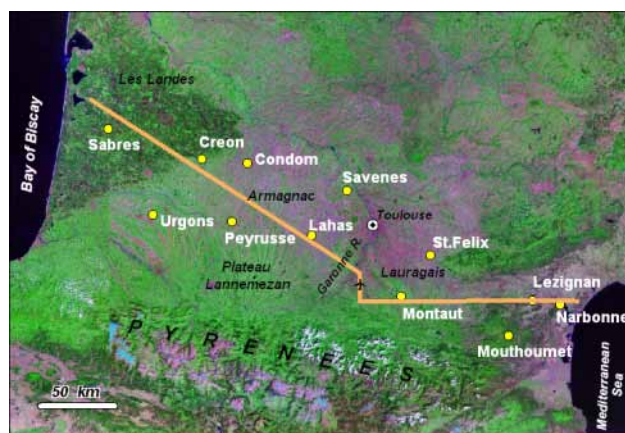 Les Landes
Bay of Biscay
Sabres
Creon
Condom
Savenes
Armagnac
Toulouse
Urgons
Peyrusse
Lahas
St.Felix
Garonne R.
Plateau
Lannemezan
Lauragais
Lezignan
Montaut
Narbonne
X
Mouthoumet
PYRENEES
50 km
Mediterranean
Sea